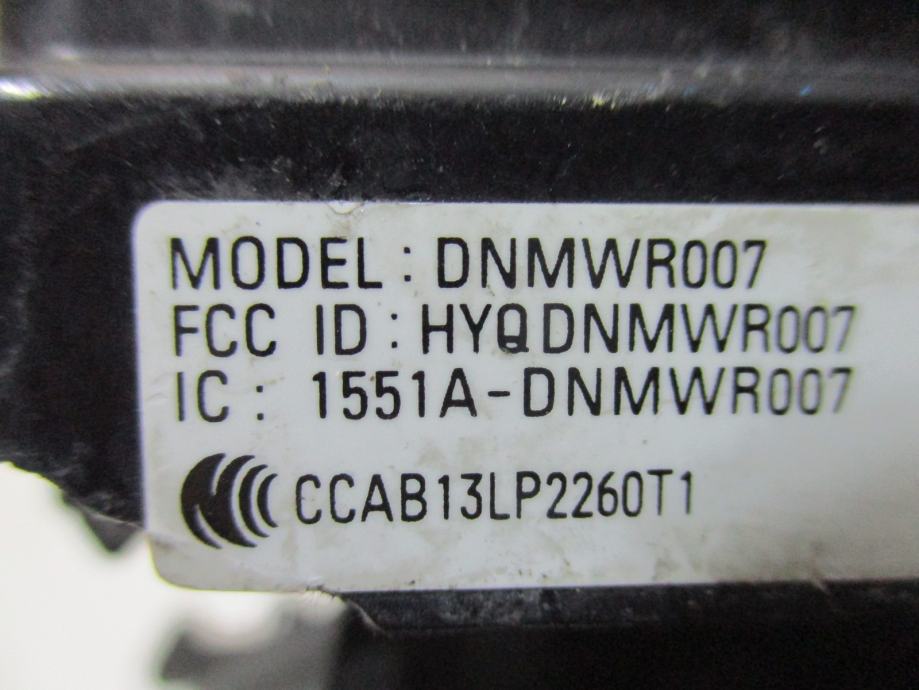 MODEL: DNMWR007
FCC ID: HYQDNMWR007
IC: 1551A-DNMWR007
CCAB13LP2260T1